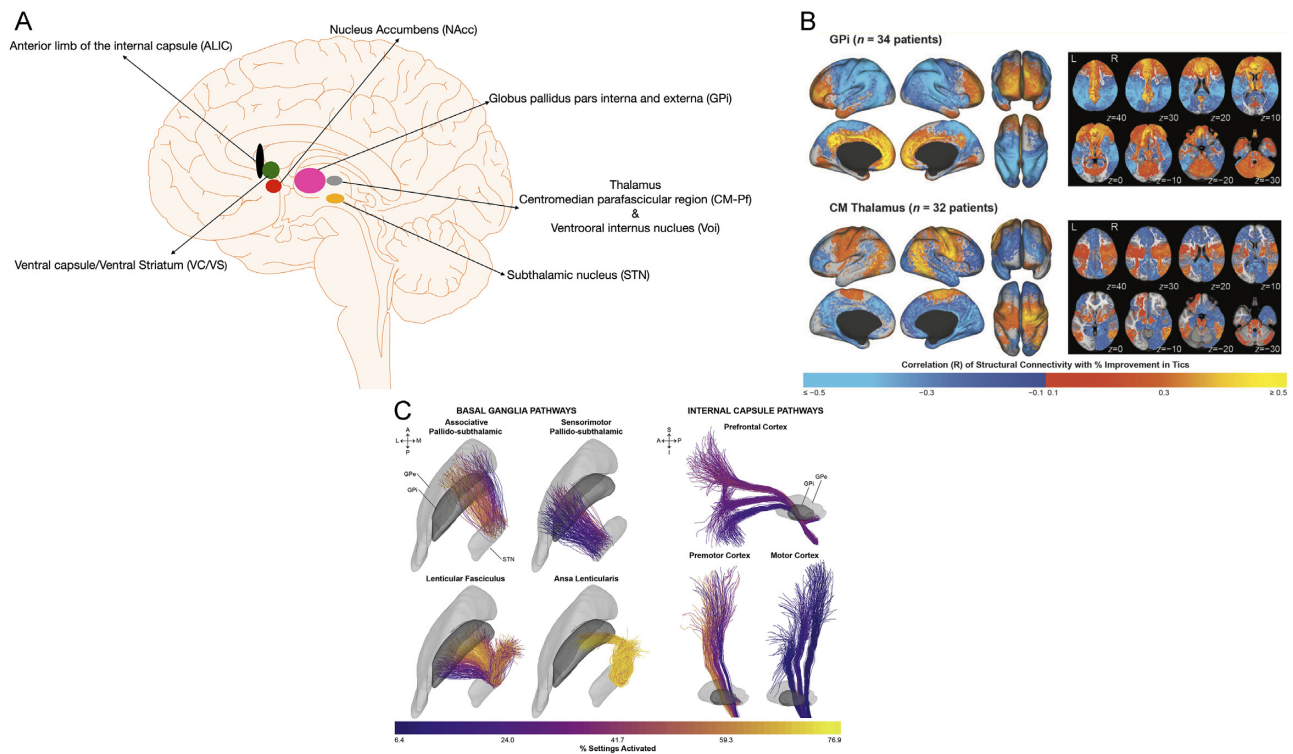 A
Nucleus Accumbens (NAcc)
Anterior limb of the internal capsule (ALIC)
Globus pallidus pars interna and externa (GPi)
Thalamus
Centromedian parafascicular region (CM-Pf)
&
Ventrooral internus nuclues (Voi)
Ventral capsule/Ventral Striatum (VC/VS)
Subthalamic nucleus (STN)
B
GPi (n = 34 patients)
L R
z=40 z=30 z=20 z=10
z=0 z=-10 z=-20 z=-30
CM Thalamus (n = 32 patients)
L R
z=40 z=30 z=20 z=10
z=0 z=-10 z=-20 z=-30
Correlation (R) of Structural Connectivity with % Improvement in Tics
≤ -0.5 -0.3 -0.1 0.1 0.3 ≥ 0.5
C
BASAL GANGLIA PATHWAYS
Associative
Pallido-subthalamic
Sensorimotor
Pallido-subthalamic
A
L M
P
GPe
GPi
STN
Lenticular Fasciculus
Ansa Lenticularis
INTERNAL CAPSULE PATHWAYS
Prefrontal Cortex
S
A P
I
GPe
GPi
Premotor Cortex
Motor Cortex
6.4 24.0 41.7 59.3 76.9
% Settings Activated